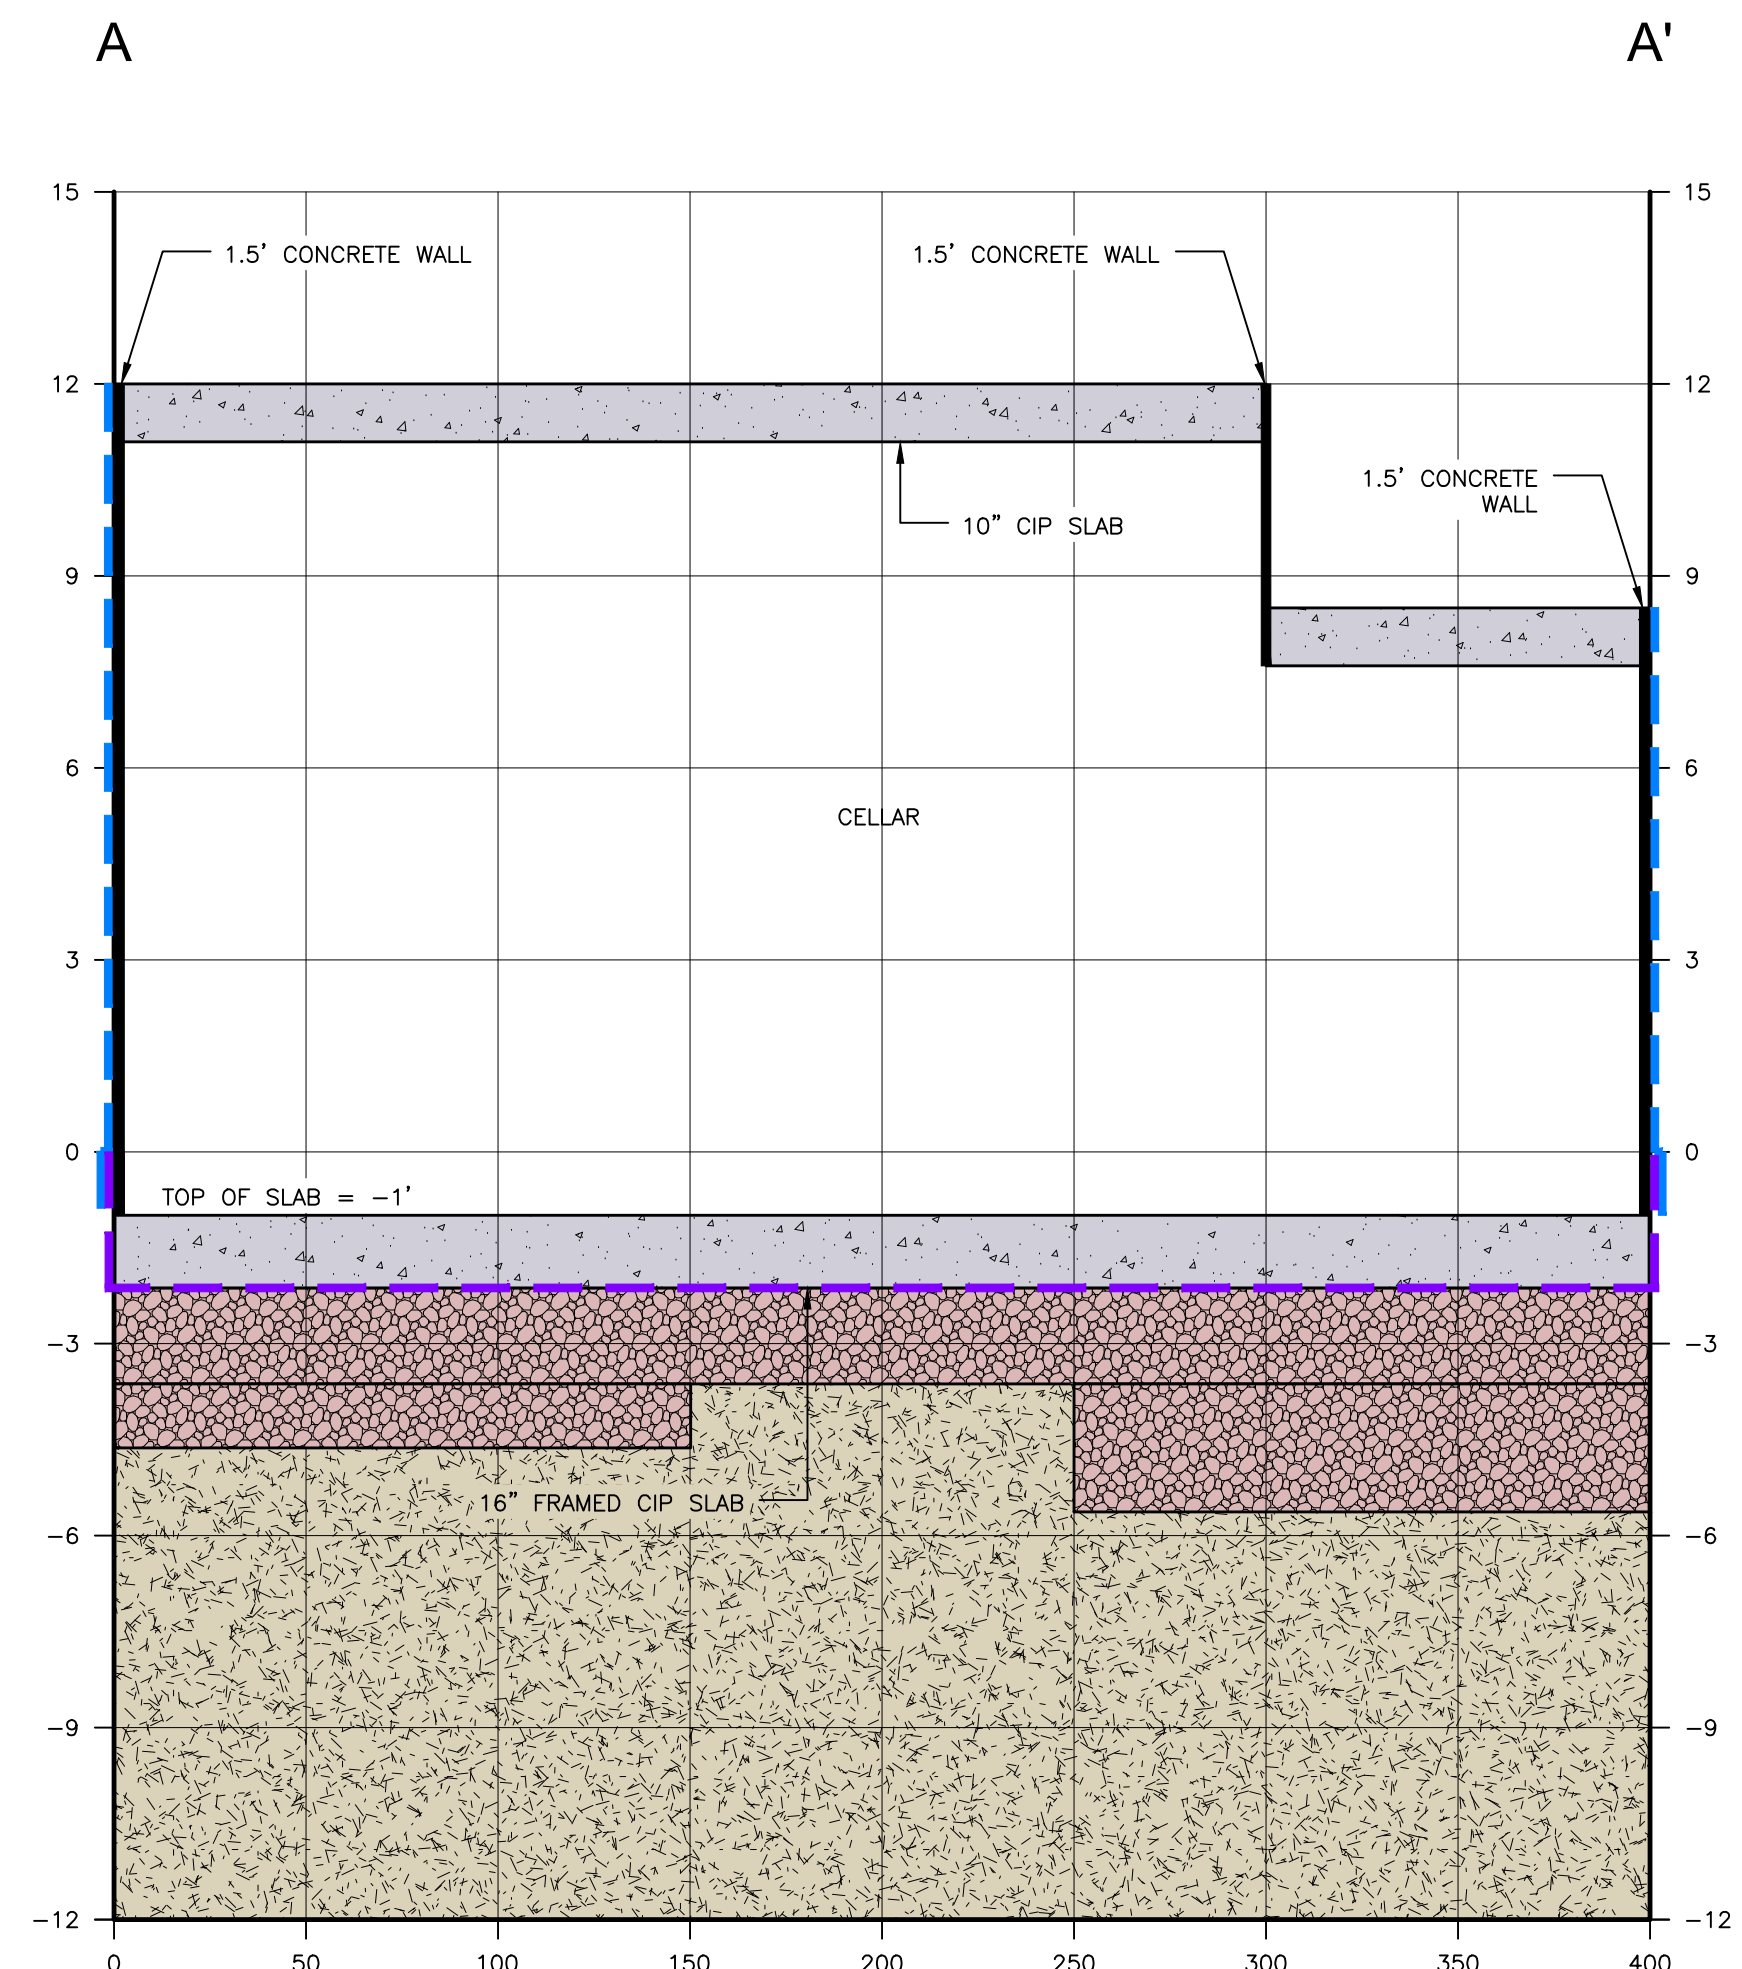 A A'
15 15
1.5' CONCRETE WALL 1.5' CONCRETE WALL
12 12
1.5' CONCRETE
WALL
10" CIP SLAB
9 9
6 6
CELLAR
3 3
0 0
TOP OF SLAB = -1'
-3 -3
16" FRAMED CIP SLAB
-6 -6
-9 -9
-12 -12
0 50 100 150 200 250 300 350 400